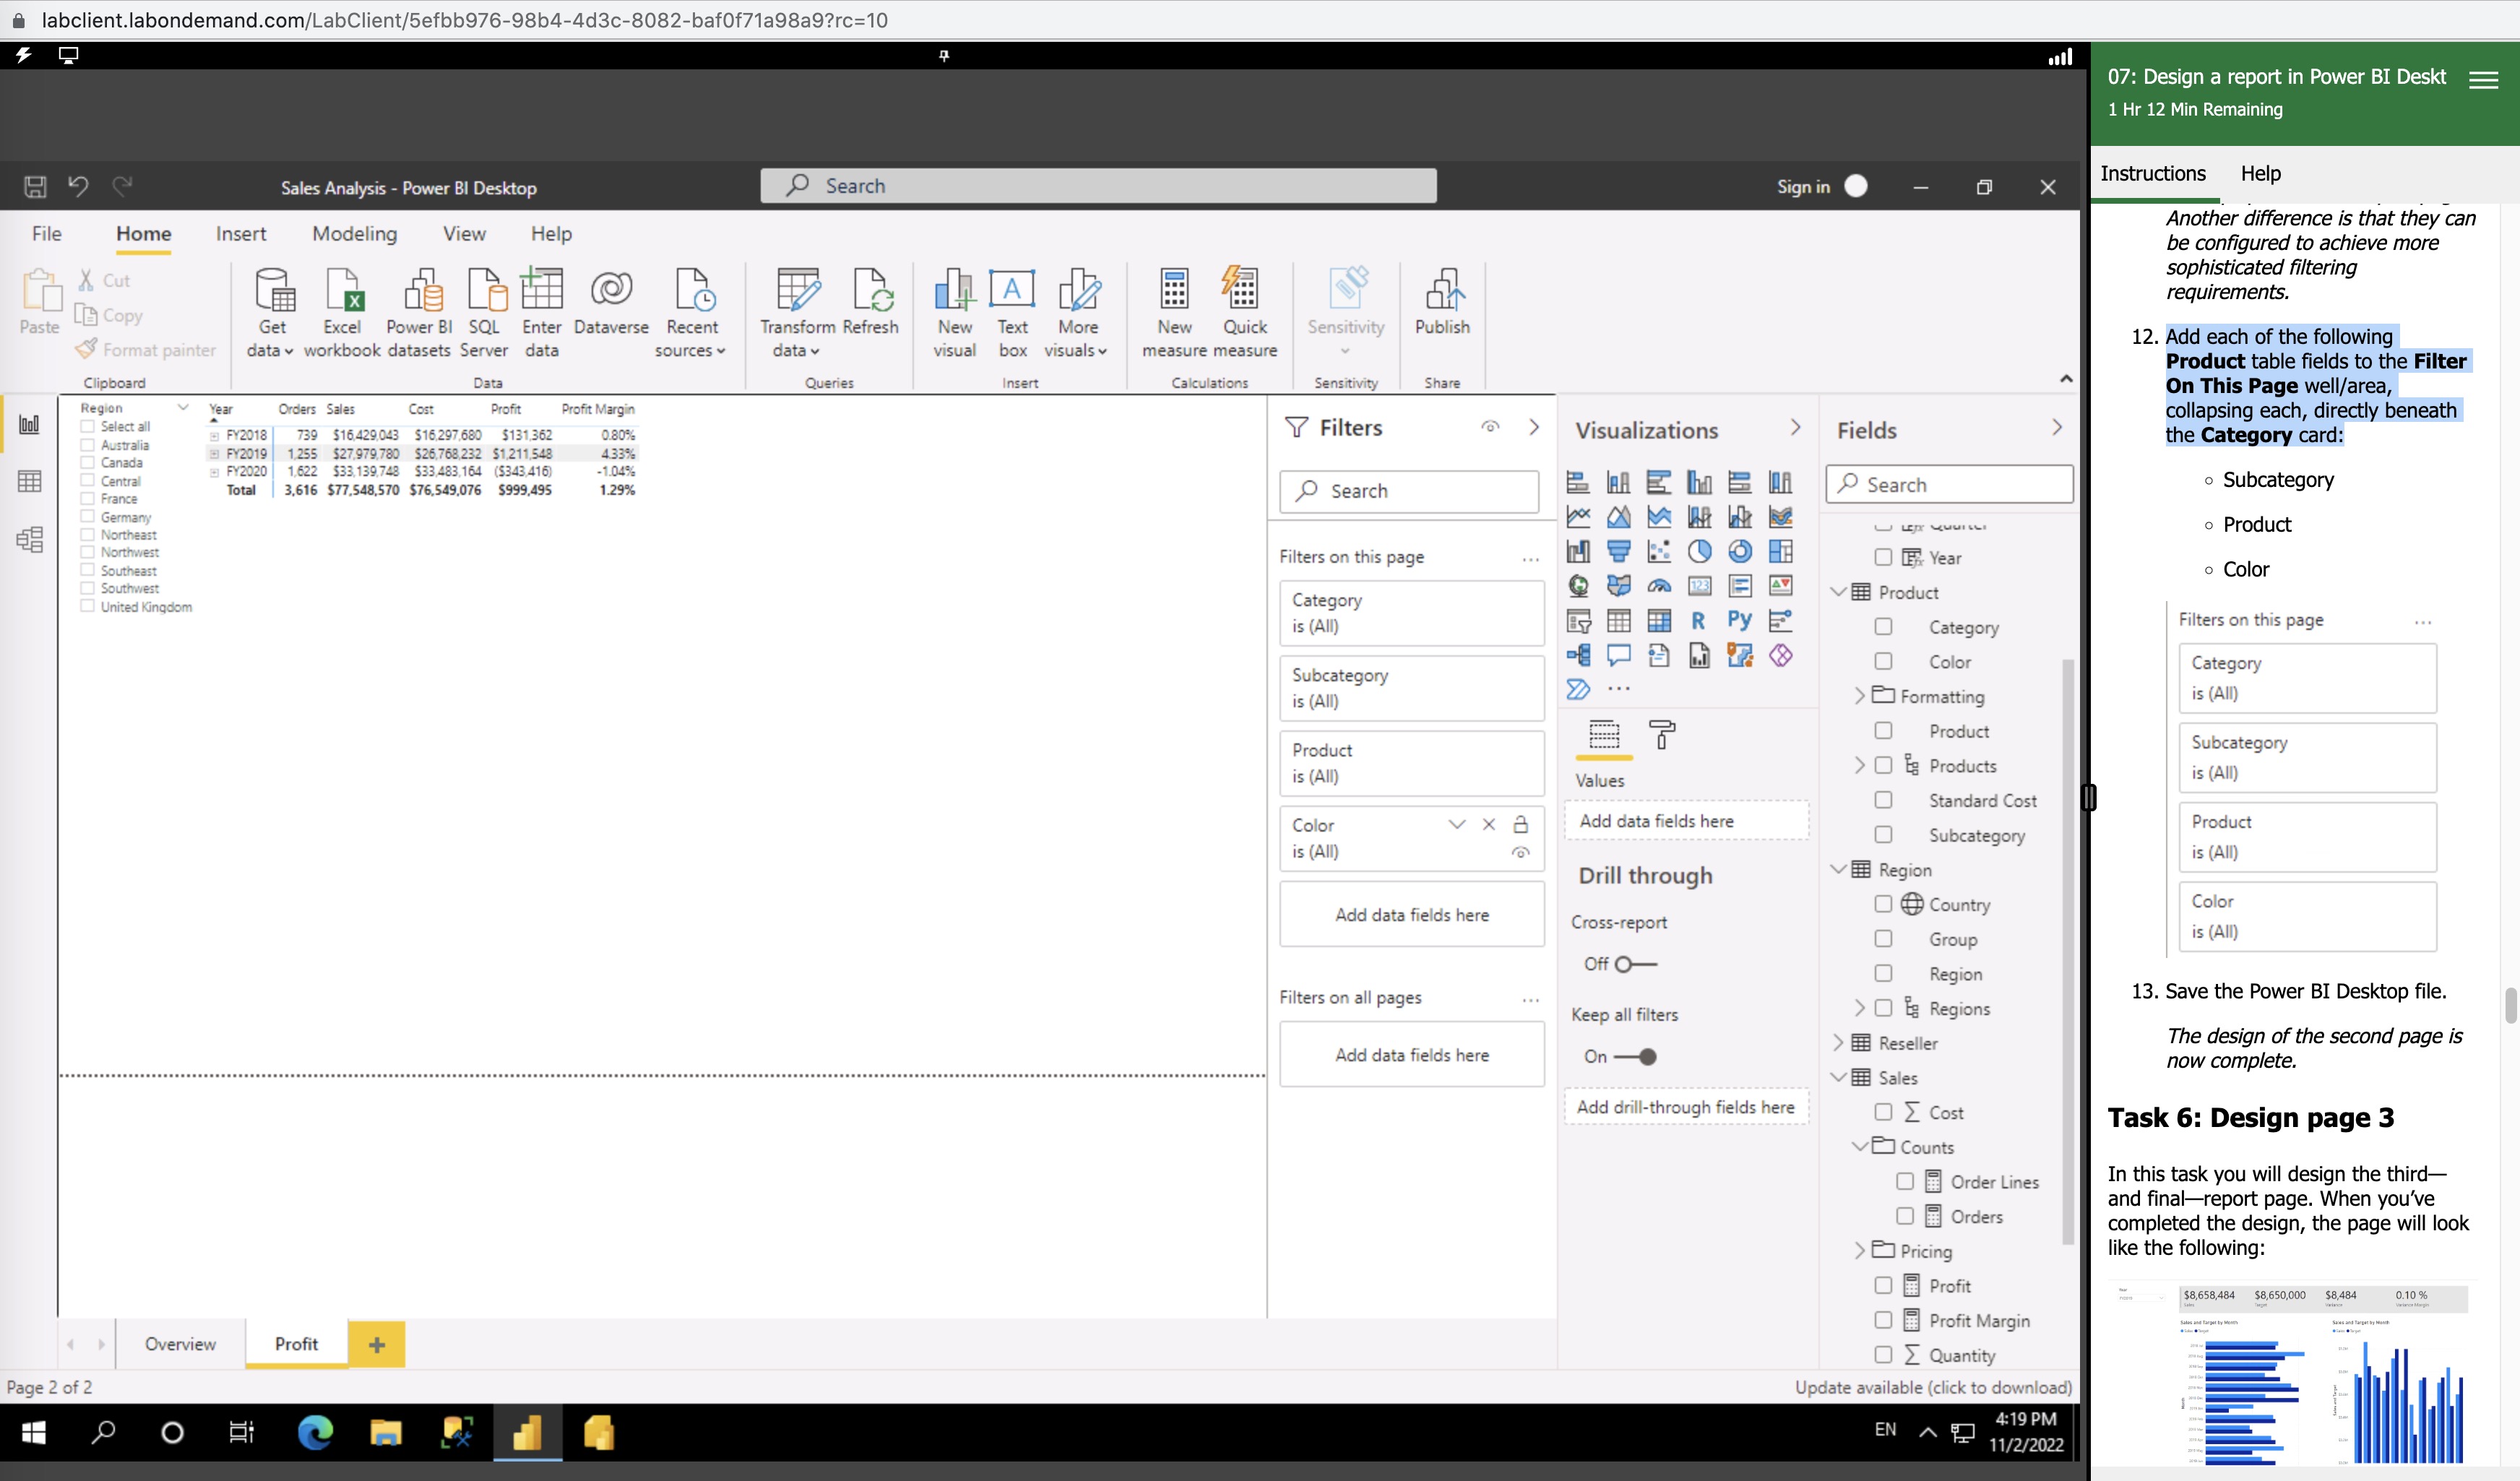 labclient.labondemand.com/LabClient/5efbb976-98b4-4d3c-8082-baf0f71a98a9?rc=10
Sales Analysis - Power BI Desktop
Search
Sign in
File Home Insert Modeling View Help
Paste
Cut
Copy
Format painter
Clipboard
Get data
Excel workbook
Power BI datasets
SQL Server
Enter data
Dataverse
Recent sources
Data
Transform data
Refresh
Queries
New visual
Text box
More visuals
Insert
New measure
Quick measure
Calculations
Sensitivity
Sensitivity
Publish
Share
Region
Select all
Australia
Canada
Central
France
Germany
Northeast
Northwest
Southeast
Southwest
United Kingdom
Year Orders Sales Cost Profit Profit Margin
FY2018 739 $16,429,043 $16,297,680 $131,362 0.80%
FY2019 1,255 $27,979,780 $26,768,232 $1,211,548 4.33%
FY2020 1,622 $33,139,748 $33,483,164 ($343,416) -1.04%
Total 3,616 $77,548,570 $76,549,076 $999,495 1.29%
Filters
Search
Filters on this page
Category
is (All)
Subcategory
is (All)
Product
is (All)
Color
is (All)
Add data fields here
Filters on all pages
Add data fields here
Visualizations
123
R
Py
Values
Add data fields here
Drill through
Cross-report
Off
Keep all filters
On
Add drill-through fields here
Fields
Search
Quarter
Year
Product
Category
Color
Formatting
Product
Products
Standard Cost
Subcategory
Region
Country
Group
Region
Regions
Reseller
Sales
Cost
Counts
Order Lines
Orders
Pricing
Profit
Profit Margin
Quantity
Overview
Profit
Page 2 of 2
Update available (click to download)
EN
4:19 PM
11/2/2022
07: Design a report in Power BI Deskt
1 Hr 12 Min Remaining
Instructions Help
Another difference is that they can
be configured to achieve more
sophisticated filtering
requirements.
12. Add each of the following
Product table fields to the Filter
On This Page well/area,
collapsing each, directly beneath
the Category card:
Subcategory
Product
Color
Filters on this page
Category
is (All)
Subcategory
is (All)
Product
is (All)
Color
is (All)
13. Save the Power BI Desktop file.
The design of the second page is
now complete.
Task 6: Design page 3
In this task you will design the third—
and final—report page. When you’ve
completed the design, the page will look
like the following:
$8,658,484 $8,650,000 $8,484 0.10 %
Sales Target Variance Variance Margin
Sales and Target by Month
Sales and Target by Month